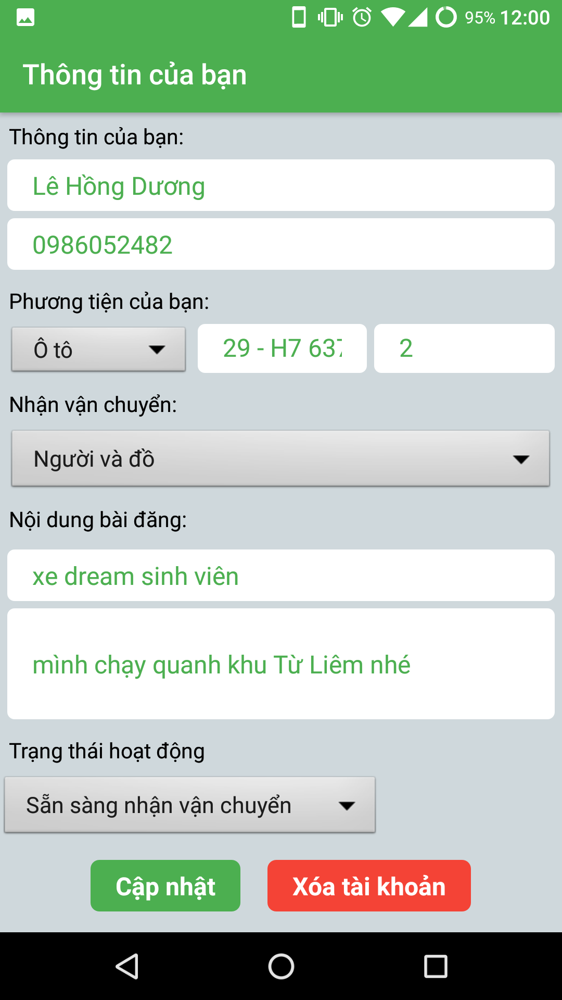 95% 12:00
Thông tin của bạn
Thông tin của bạn:
Lê Hồng Dương
0986052482
Phương tiện của bạn:
Ô tô 29 - H7 637 2
Nhận vận chuyển:
Người và đồ
Nội dung bài đăng:
xe dream sinh viên
mình chạy quanh khu Từ Liêm nhé
Trạng thái hoạt động
Sẵn sàng nhận vận chuyển
Cập nhật Xóa tài khoản